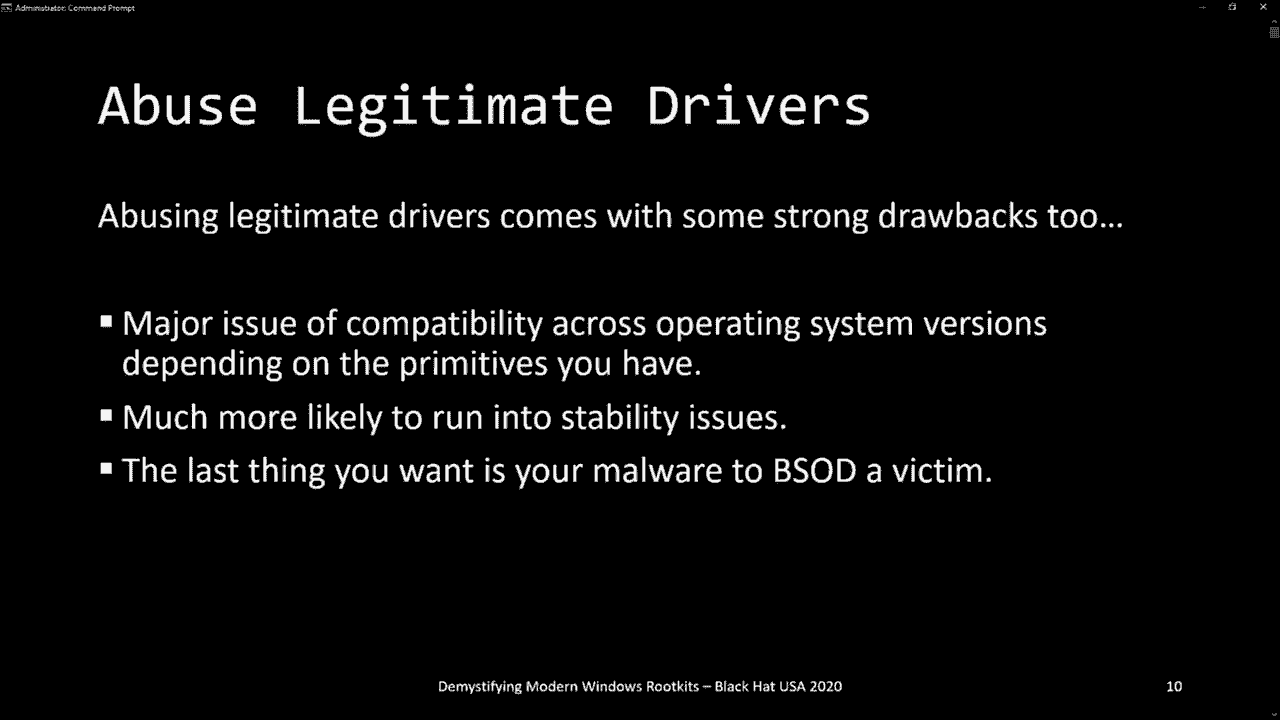 Administrator: Command Prompt
Abuse Legitimate Drivers
Abusing legitimate drivers comes with some strong drawbacks too...
▪ Major issue of compatibility across operating system versions
depending on the primitives you have.
▪ Much more likely to run into stability issues.
▪ The last thing you want is your malware to BSOD a victim.
Demystifying Modern Windows Rootkits – Black Hat USA 2020
10